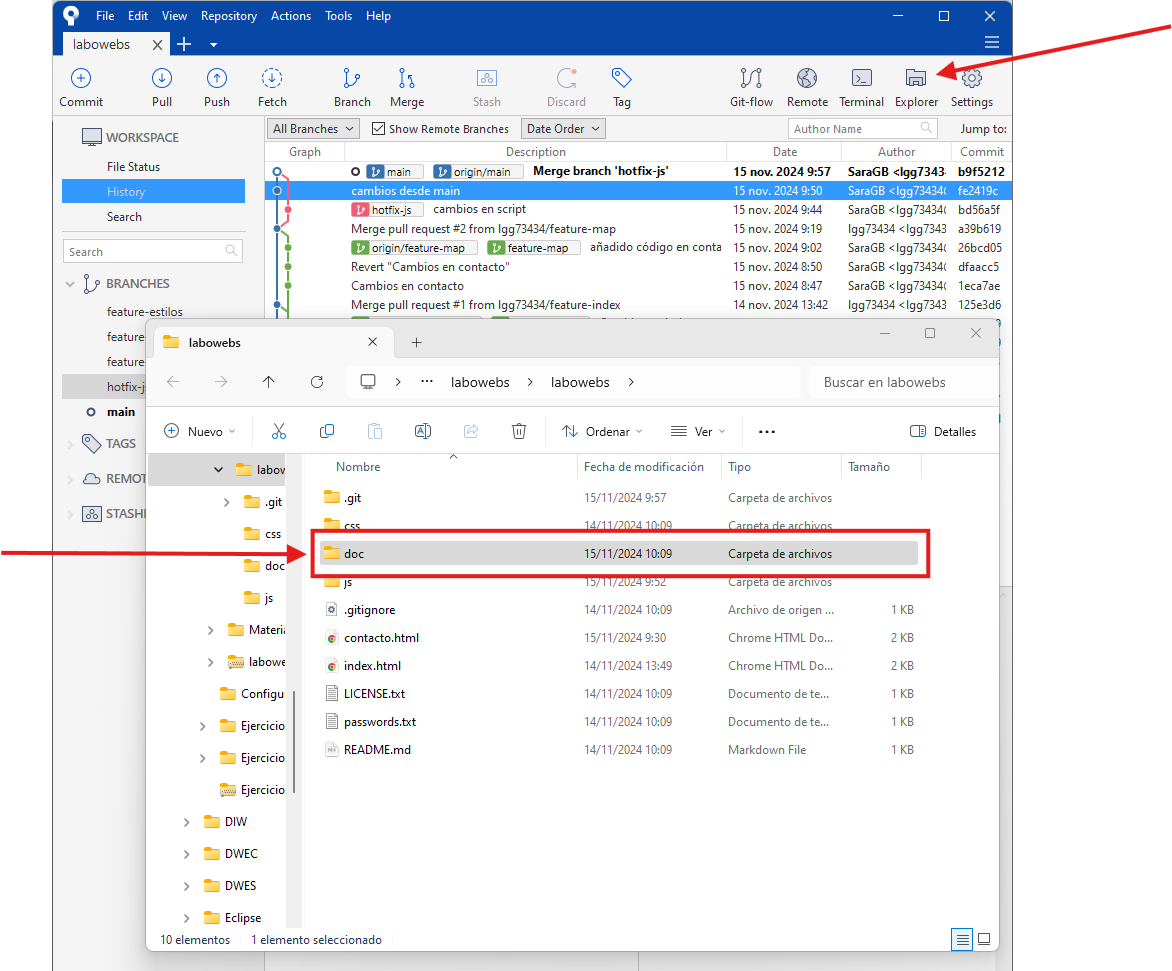 File Edit View Repository Actions Tools Help
labowebs
Commit Pull Push Fetch Branch Merge Stash Discard Tag Git-flow Remote Terminal Explorer Settings
WORKSPACE
File Status
History
Search
Search
BRANCHES
feature-estilos
feature
feature
hotfix-js
main
TAGS
REMOT
STASH
All Branches Show Remote Branches Date Order Author Name Jump to:
Graph Description Date Author Commit
main origin/main Merge branch 'hotfix-js' 15 nov. 2024 9:57 SaraGB <lgg7343 b9f5212
cambios desde main 15 nov. 2024 9:50 SaraGB <lgg73434 fe2419c
hotfix-js cambios en script 15 nov. 2024 9:44 SaraGB <lgg73434 bd56a5f
Merge pull request #2 from lgg73434/feature-map 15 nov. 2024 9:19 lgg73434 <lgg7343 a39b619
origin/feature-map feature-map añadido código en conta 15 nov. 2024 9:02 SaraGB <lgg73434 26bcd05
Revert "Cambios en contacto" 15 nov. 2024 8:50 SaraGB <lgg73434 dfaacc5
Cambios en contacto 15 nov. 2024 8:47 SaraGB <lgg73434 1eca7ae
Merge pull request #1 from lgg73434/feature-index 14 nov. 2024 13:42 lgg73434 <lgg7343 125e3d6
labowebs
labowebs labowebs Buscar en labowebs
Nuevo Ordenar Ver Detalles
labow
.git
css
doc
js
Materia
labowe
Configu
Ejercicio
Ejercicio
Ejercicio
DIW
DWEC
DWES
Eclipse
Nombre Fecha de modificación Tipo Tamaño
.git 15/11/2024 9:57 Carpeta de archivos
css 14/11/2024 10:09 Carpeta de archivos
doc 15/11/2024 10:09 Carpeta de archivos
js 15/11/2024 9:52 Carpeta de archivos
.gitignore 14/11/2024 10:09 Archivo de origen ... 1 KB
contacto.html 15/11/2024 9:30 Chrome HTML Do... 2 KB
index.html 14/11/2024 13:49 Chrome HTML Do... 2 KB
LICENSE.txt 14/11/2024 10:09 Documento de te... 1 KB
passwords.txt 14/11/2024 10:09 Documento de te... 1 KB
README.md 14/11/2024 10:09 Markdown File 1 KB
10 elementos 1 elemento seleccionado